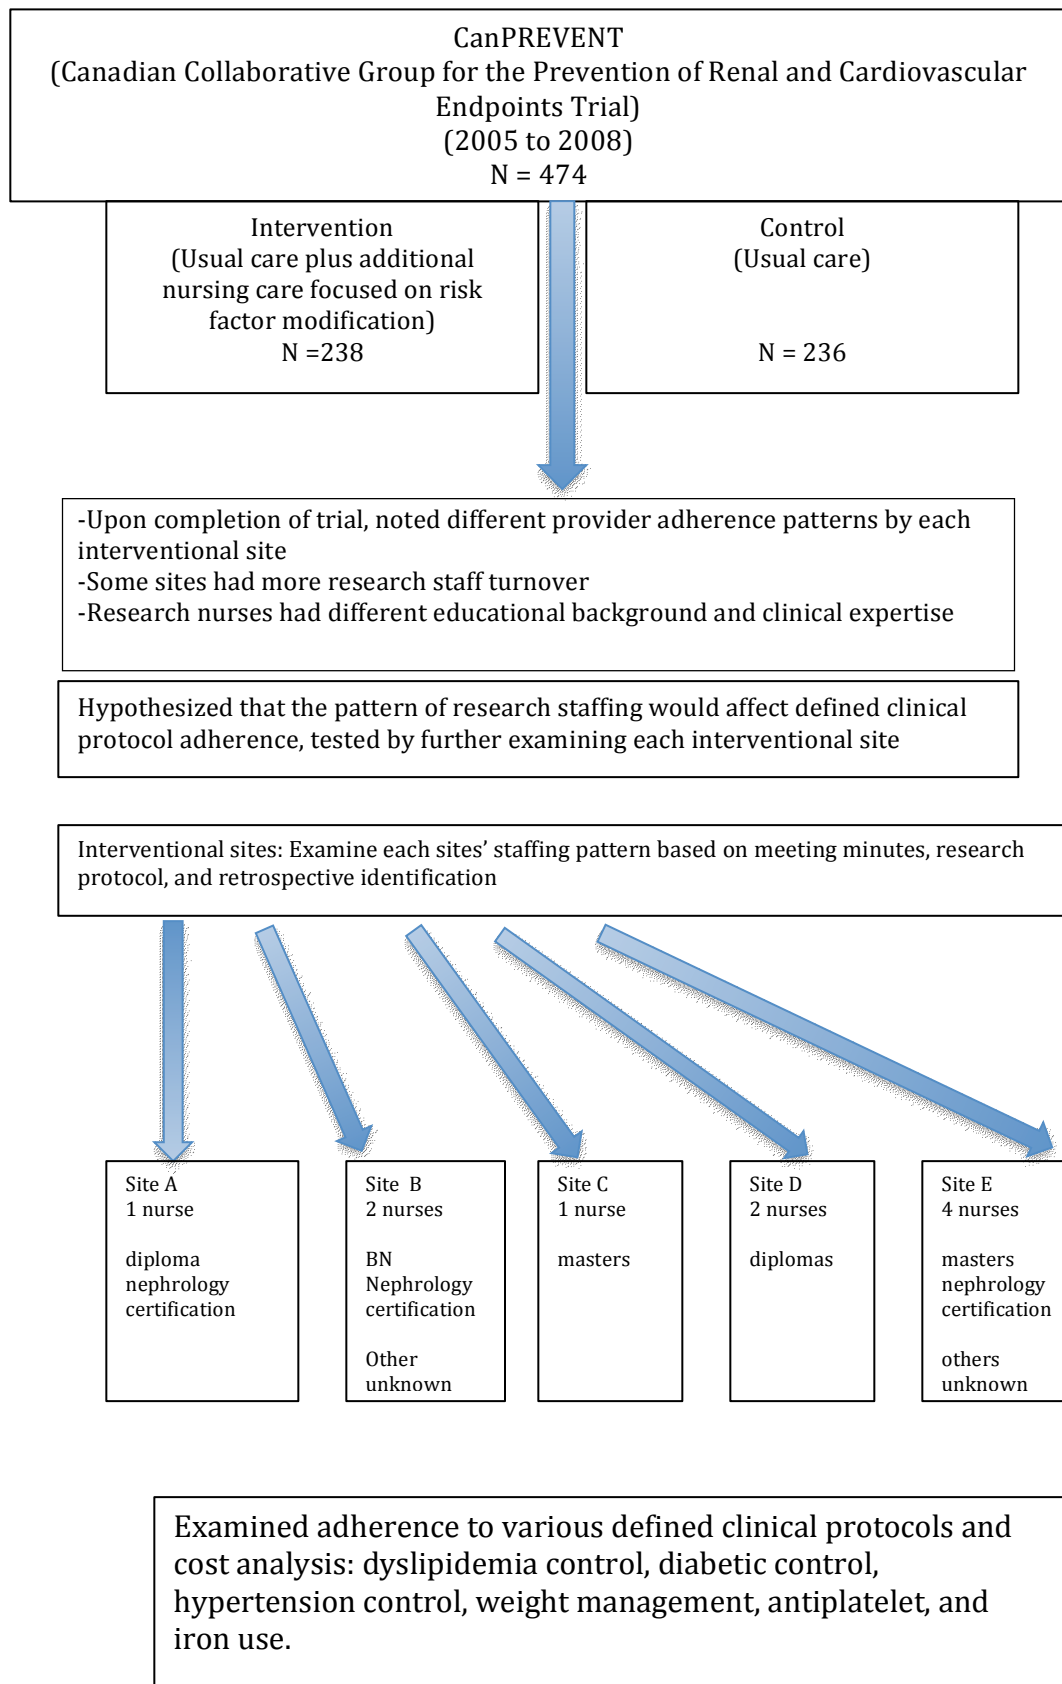 CanPREVENT
(Canadian Collaborative Group for the Prevention of Renal and Cardiovascular
Endpoints Trial)
(2005 to 2008)
N = 474
Intervention
(Usual care plus additional
nursing care focused on risk
factor modification)
N =238
Control
(Usual care)
N = 236
-Upon completion of trial, noted different provider adherence patterns by each
interventional site
-Some sites had more research staff turnover
-Research nurses had different educational background and clinical expertise
Hypothesized that the pattern of research staffing would affect defined clinical
protocol adherence, tested by further examining each interventional site
Interventional sites: Examine each sites’ staffing pattern based on meeting minutes, research
protocol, and retrospective identification
Site A
1 nurse
diploma
nephrology
certification
Site B
2 nurses
BN
Nephrology
certification
Other
unknown
Site C
1 nurse
masters
Site D
2 nurses
diplomas
Site E
4 nurses
masters
nephrology
certification
others
unknown
Examined adherence to various defined clinical protocols and
cost analysis: dyslipidemia control, diabetic control,
hypertension control, weight management, antiplatelet, and
iron use.